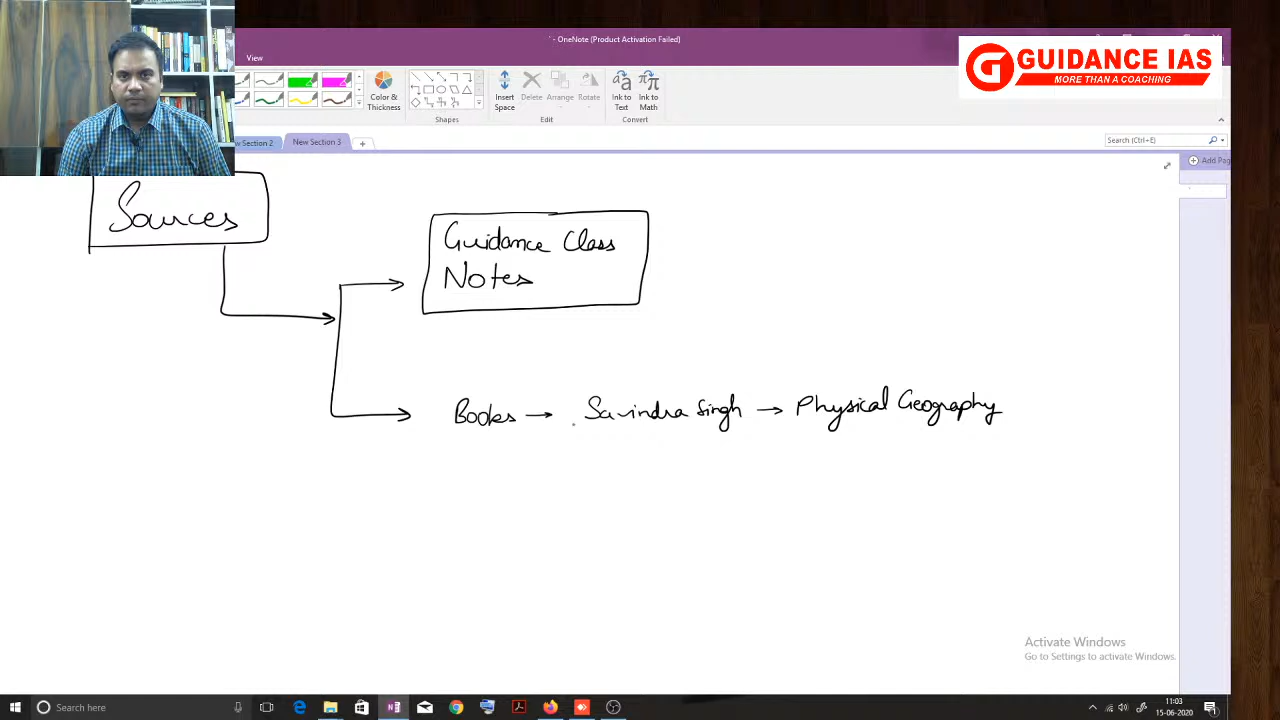 ' - OneNote (Product Activation Failed)
GUIDANCE IAS
MORE THAN A COACHING
View
Color & Thickness
Insert Space
Delete
Arrange
Rotate
Ink to Text
Ink to Math
Shapes
Edit
Convert
w Section 2
New Section 3
Search (Ctrl+E)
Add Pag
Sources
Guidance Class
Notes
Books → Savindra Singh → Physical Geography
Activate Windows
Go to Settings to activate Windows.
Search here
11:03
15-06-2020